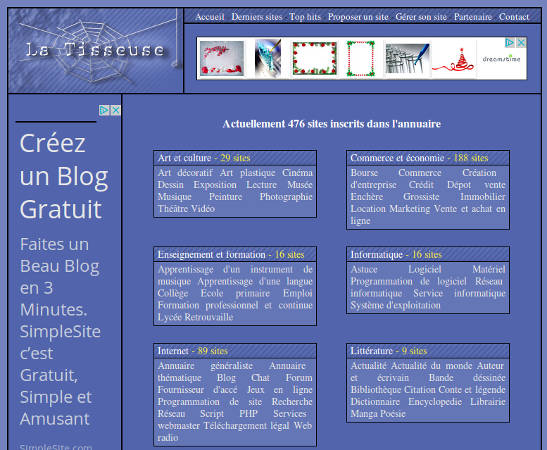 La Tisseuse
Accueil Derniers sites Top hits Proposer un site Gérer son site Partenaire Contact
dreamstime
Créez
un Blog
Gratuit
Faites un
Beau Blog
en 3
Minutes.
SimpleSite
c'est
Gratuit,
Simple et
Amusant
SimpleSite.com
Actuellement 476 sites inscrits dans l'annuaire
Art et culture - 29 sites
Art décoratif Art plastique Cinéma
Dessin Exposition Lecture Musée
Musique Peinture Photographie
Théâtre Vidéo
Commerce et économie - 188 sites
Bourse Commerce Création
d'entreprise Crédit Dépot vente
Enchère Grossiste Immobilier
Location Marketing Vente et achat en
ligne
Enseignement et formation - 16 sites
Apprentissage d'un instrument de
musique Apprentissage d'une langue
Collège Ecole primaire Emploi
Formation professionnel et continue
Lycée Retrouvaille
Informatique - 16 sites
Astuce Logiciel Matériel
Programmation de logiciel Réseau
informatique Service informatique
Système d'exploitation
Internet - 89 sites
Annuaire généraliste Annuaire
thématique Blog Chat Forum
Fournisseur d'accé Jeux en ligne
Programmation de site Recherche
Réseau Script PHP Services
webmaster Téléchargement légal Web
radio
Littérature - 9 sites
Actualité Actualité du monde Auteur
et écrivain Bande déssinée
Bibliothèque Citation Conte et légende
Dictionnaire Encyclopedie Librairie
Manga Poésie